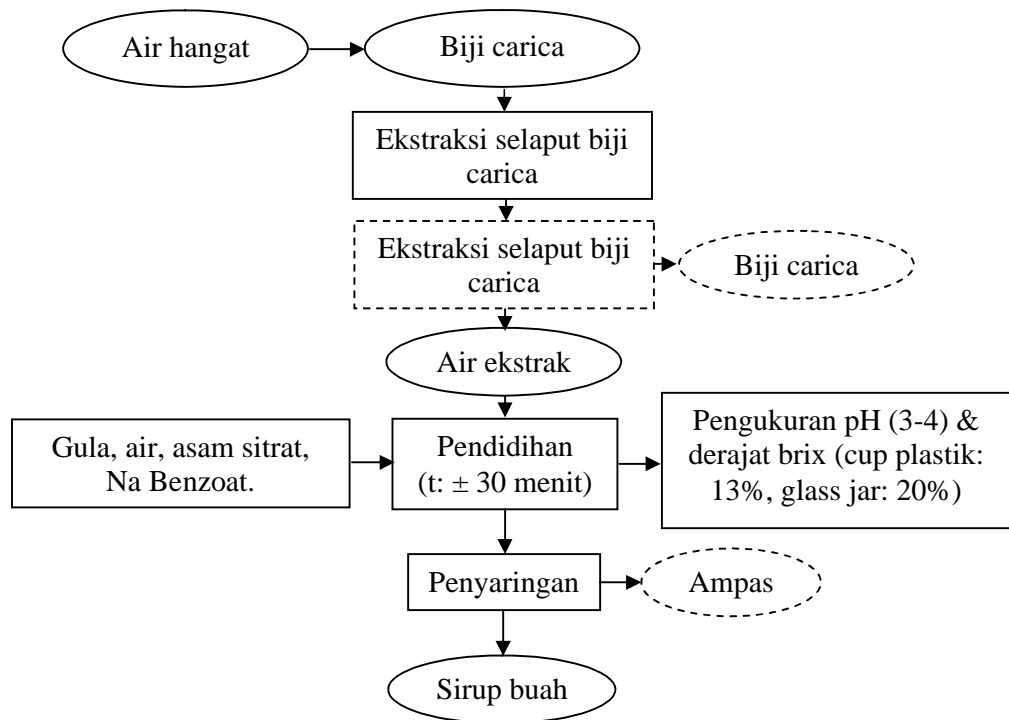 Air hangat
Biji carica
Ekstraksi selaput biji
carica
Ekstraksi selaput biji
carica
Biji carica
Air ekstrak
Gula, air, asam sitrat,
Na Benzoat.
Pendidihan
(t: ± 30 menit)
Pengukuran pH (3-4) &
derajat brix (cup plastik:
13%, glass jar: 20%)
Penyaringan
Ampas
Sirup buah